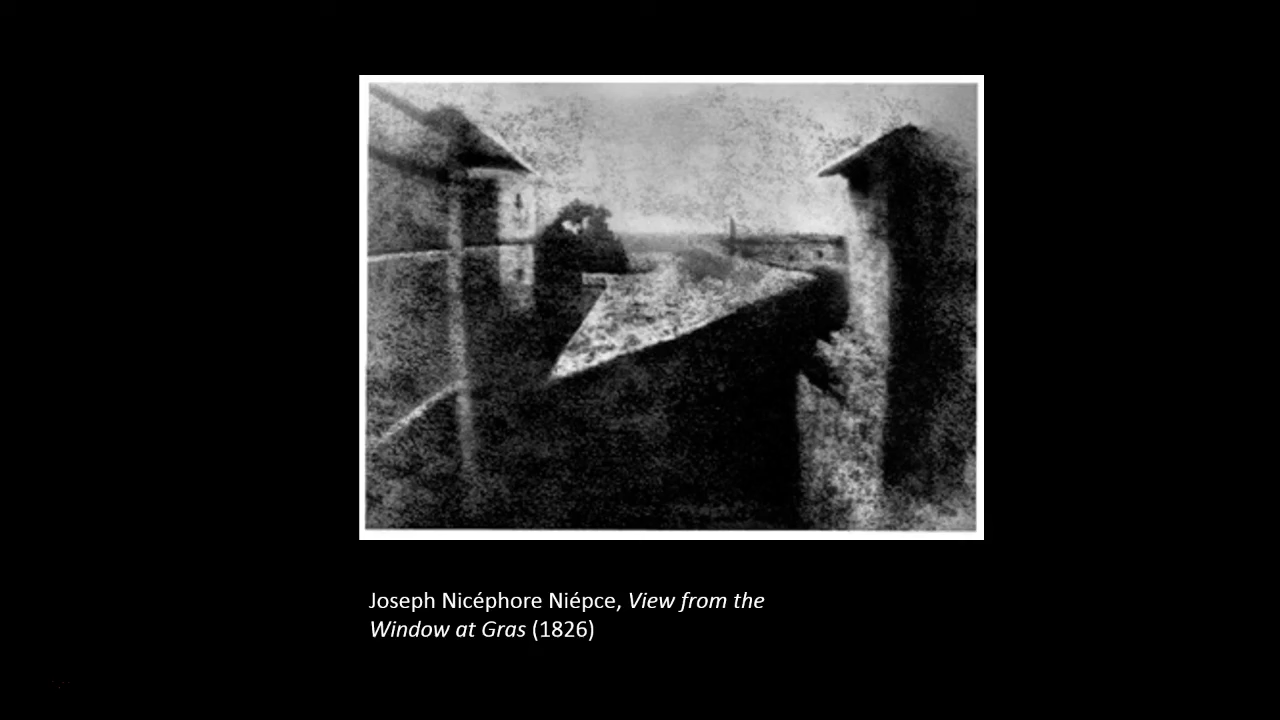 Joseph Nicéphore Niépce, View from the
Window at Gras (1826)